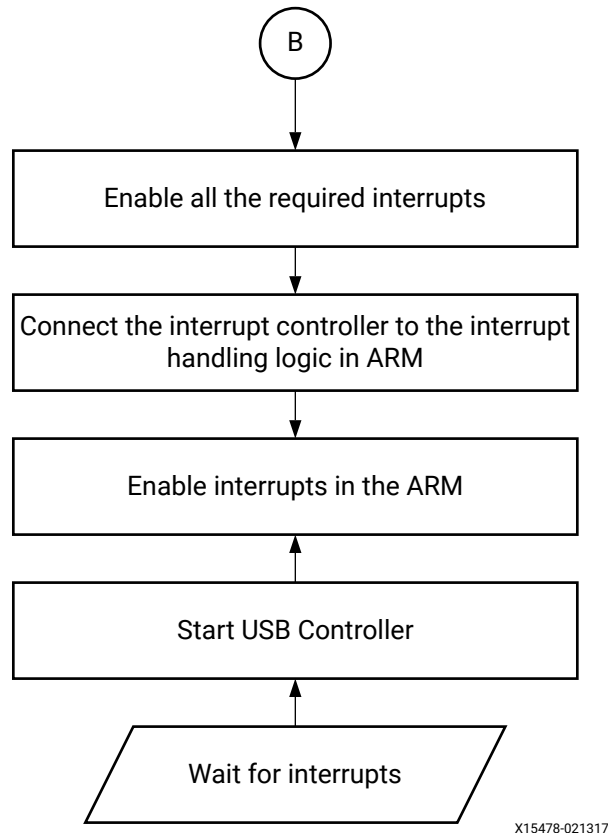 B
Enable all the required interrupts
Connect the interrupt controller to the interrupt
handling logic in ARM
Enable interrupts in the ARM
Start USB Controller
Wait for interrupts
X15478-021317